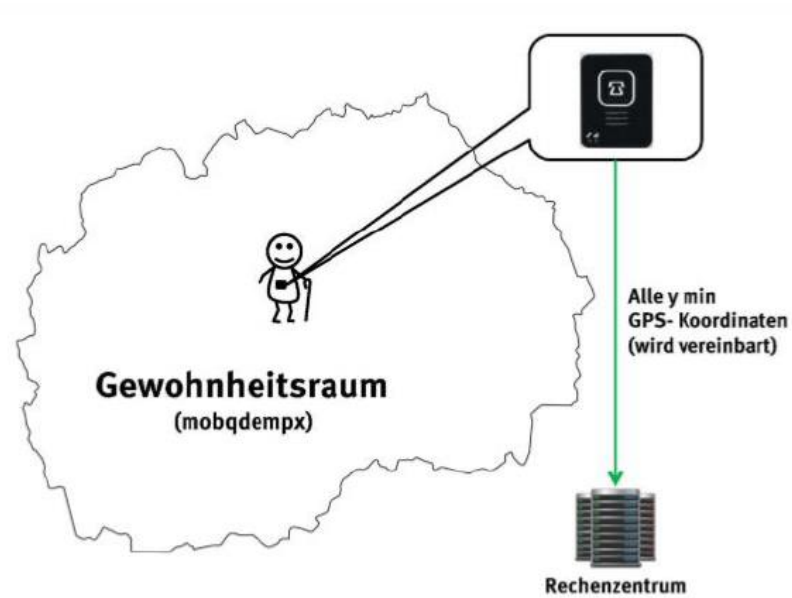 Alle y min
GPS- Koordinaten
(wird vereinbart)
Gewohnheitsraum
(mobqdempx)
Rechenzentrum